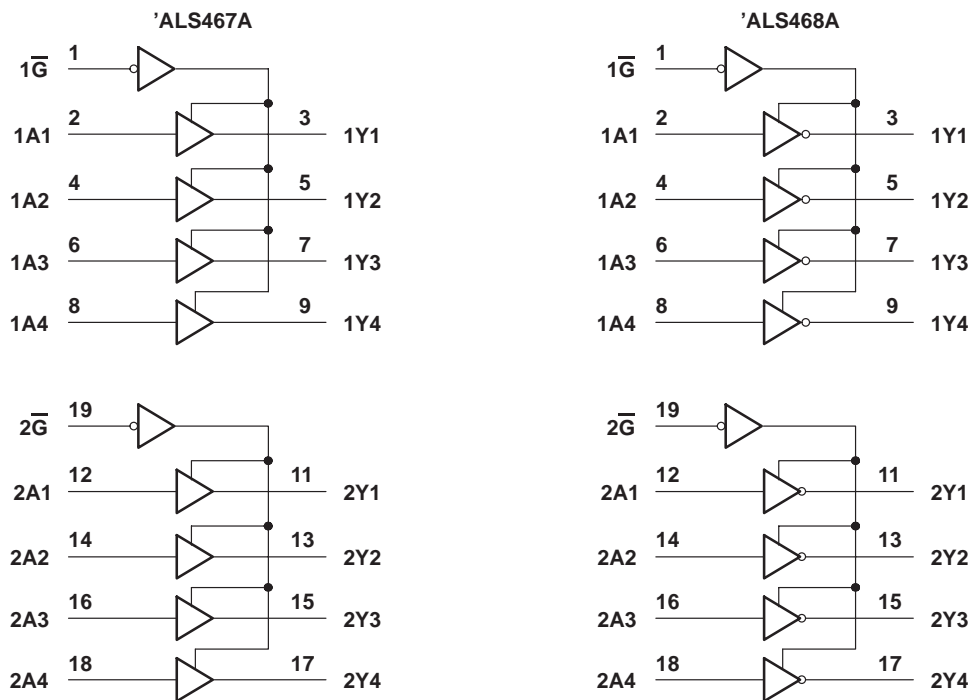 'ALS467A
1G̅ 1
1A1 2 3 1Y1
1A2 4 5 1Y2
1A3 6 7 1Y3
1A4 8 9 1Y4
2G̅ 19
2A1 12 11 2Y1
2A2 14 13 2Y2
2A3 16 15 2Y3
2A4 18 17 2Y4
'ALS468A
1G̅ 1
1A1 2 3 1Y1
1A2 4 5 1Y2
1A3 6 7 1Y3
1A4 8 9 1Y4
2G̅ 19
2A1 12 11 2Y1
2A2 14 13 2Y2
2A3 16 15 2Y3
2A4 18 17 2Y4